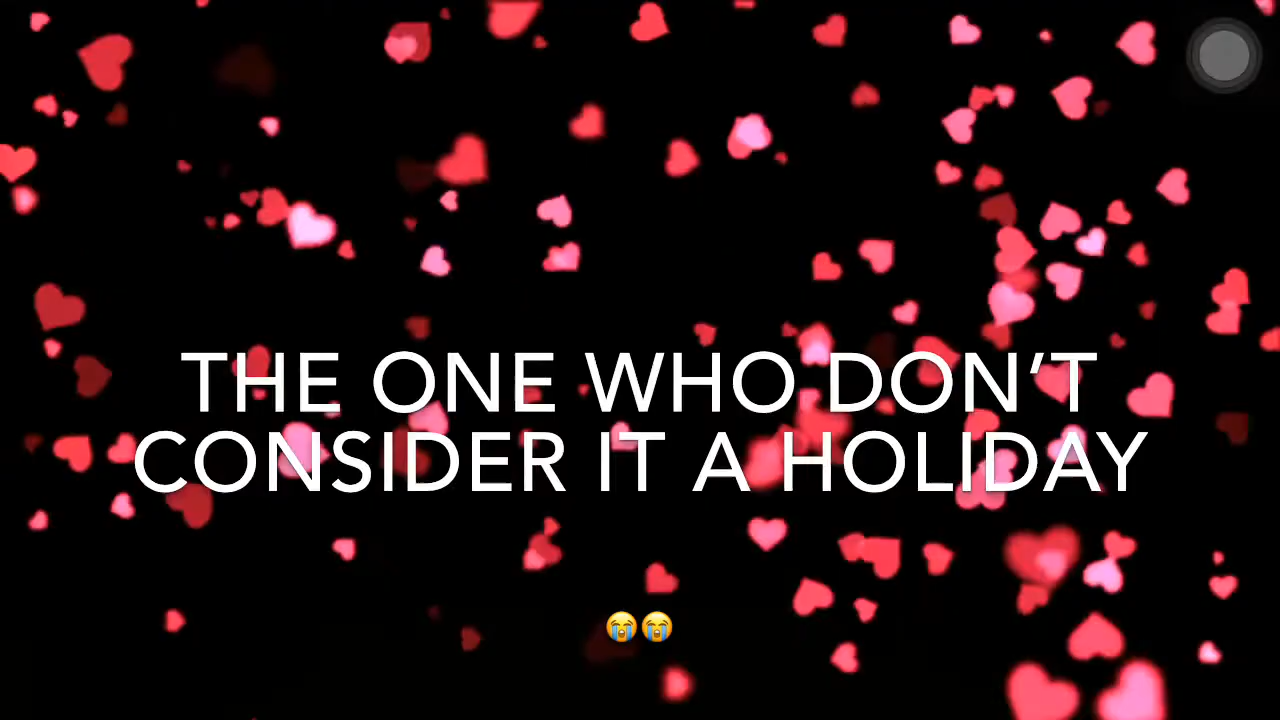 THE ONE WHO DON’T
CONSIDER IT A HOLIDAY
😭😭